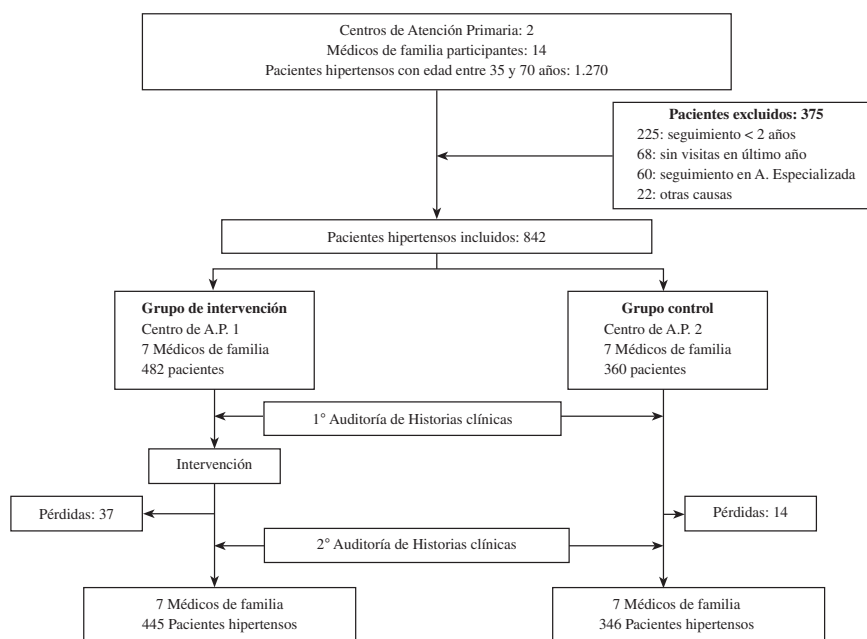 Centros de Atención Primaria: 2
Médicos de familia participantes: 14
Pacientes hipertensos con edad entre 35 y 70 años: 1.270
Pacientes excluidos: 375
225: seguimiento < 2 años
68: sin visitas en último año
60: seguimiento en A. Especializada
22: otras causas
Pacientes hipertensos incluidos: 842
Grupo de intervención
Centro de A.P. 1
7 Médicos de familia
482 pacientes
Grupo control
Centro de A.P. 2
7 Médicos de familia
360 pacientes
1° Auditoría de Historias clínicas
Intervención
Pérdidas: 37
Pérdidas: 14
2° Auditoría de Historias clínicas
7 Médicos de familia
445 Pacientes hipertensos
7 Médicos de familia
346 Pacientes hipertensos